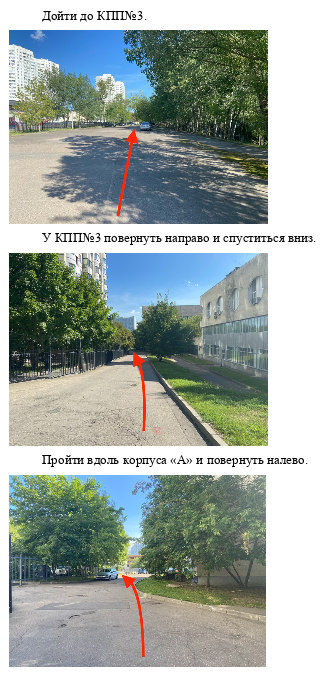 Дойти до КПП№3.
У КПП№3 повернуть направо и спуститься вниз.
Пройти вдоль корпуса «А» и повернуть налево.